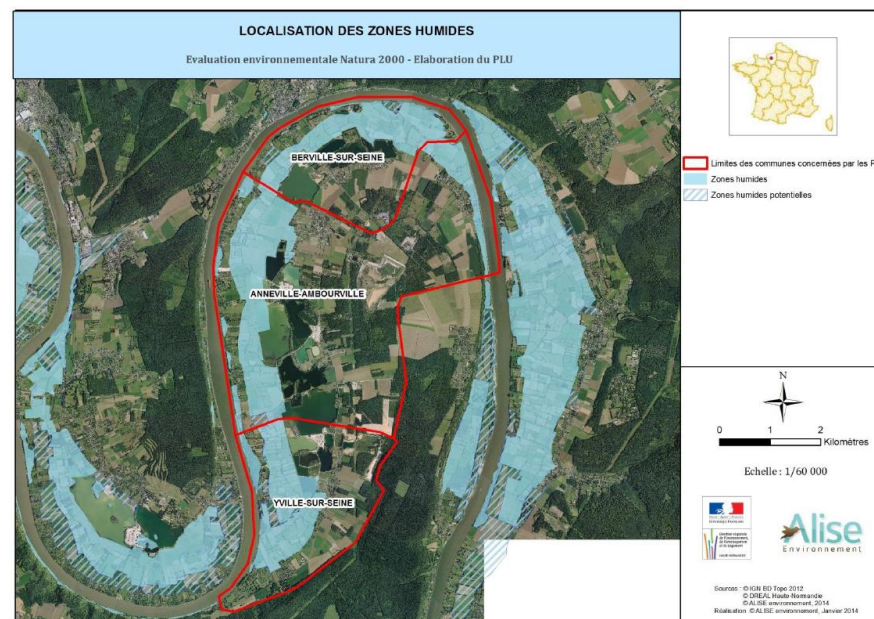 LOCALISATION DES ZONES HUMIDES
Evaluation environnementale Natura 2000 - Elaboration du PLU
BERVILLE-SUR-SEINE
ANNEVILLE-AMBOURVILLE
YVILLE-SUR-SEINE
Limites des communes concernées par les P
Zones humides
Zones humides potentielles
N
0 1 2
Kilomètres
Echelle : 1/60 000
Alise
Environnement
Sources : © IGN BD Topo 2012
© DREAL Haute-Normandie
© ALISE environnement, 2014
Réalisation : © ALISE environnement, Janvier 2014